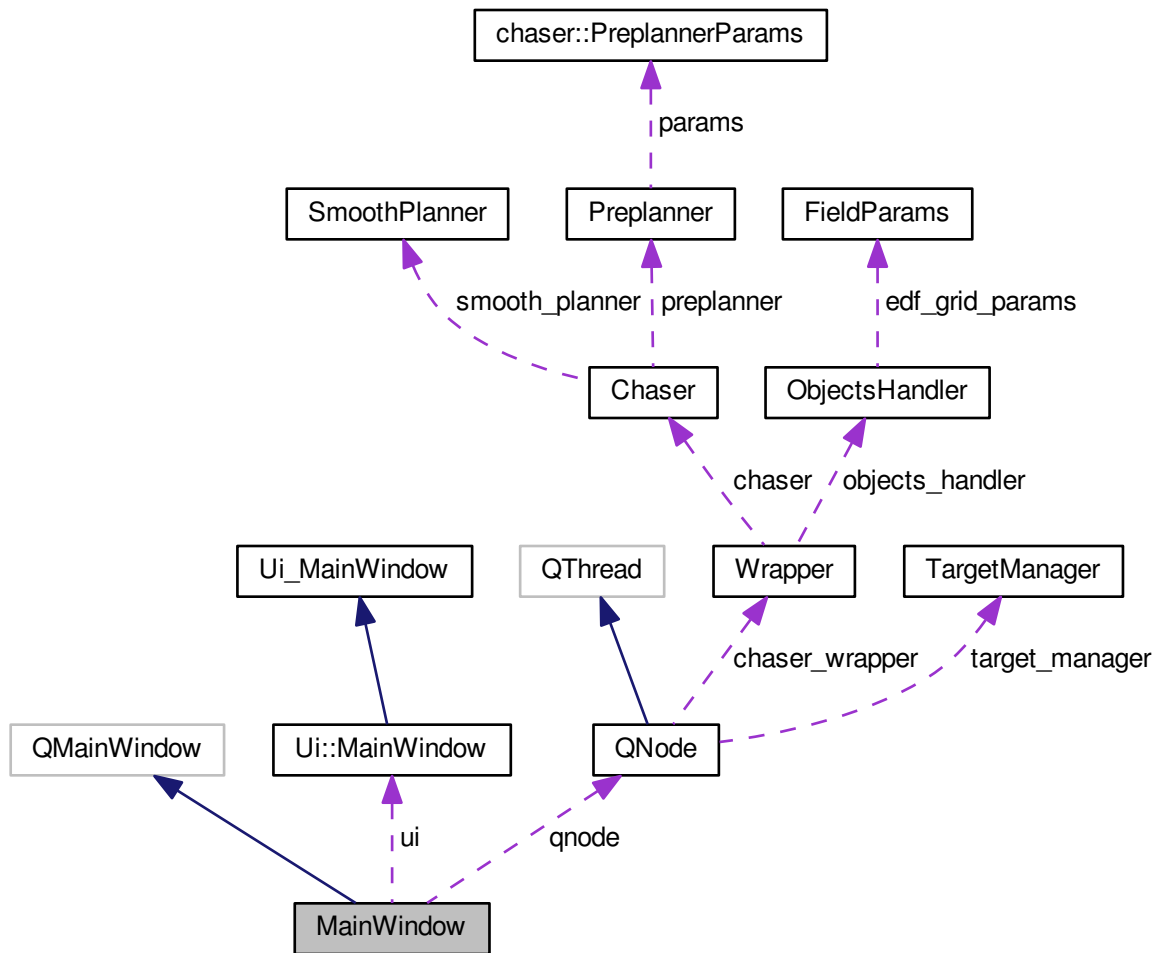 chaser::PreplannerParams
params
SmoothPlanner
Preplanner
FieldParams
smooth_planner
preplanner
edf_grid_params
Chaser
ObjectsHandler
chaser
objects_handler
Ui_MainWindow
QThread
Wrapper
TargetManager
chaser_wrapper
target_manager
QMainWindow
Ui::MainWindow
QNode
ui
qnode
MainWindow